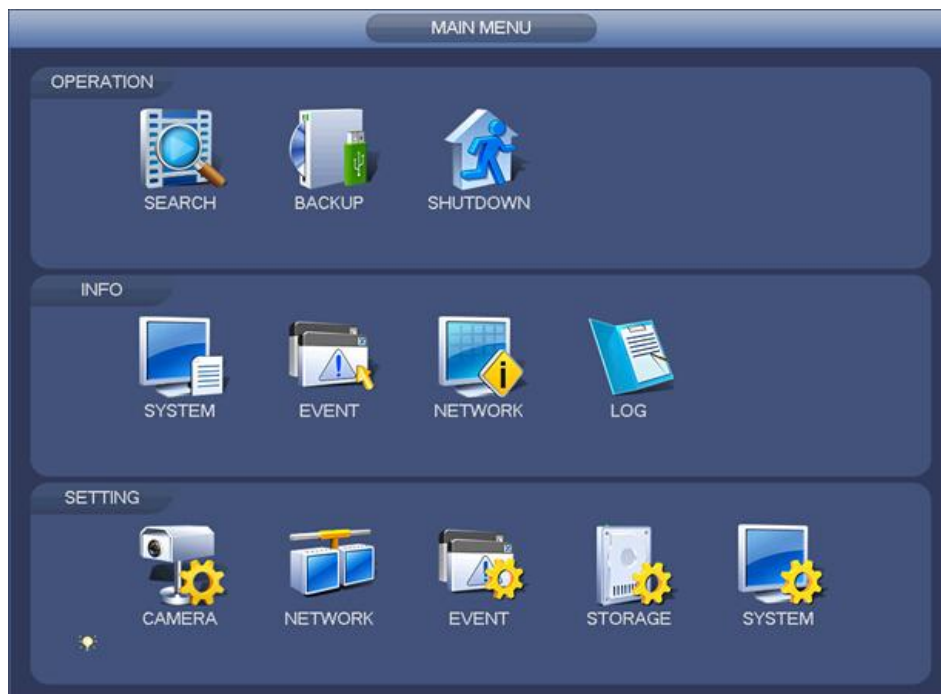 MAIN MENU
OPERATION
SEARCH BACKUP SHUTDOWN
INFO
SYSTEM EVENT NETWORK LOG
SETTING
CAMERA NETWORK EVENT STORAGE SYSTEM